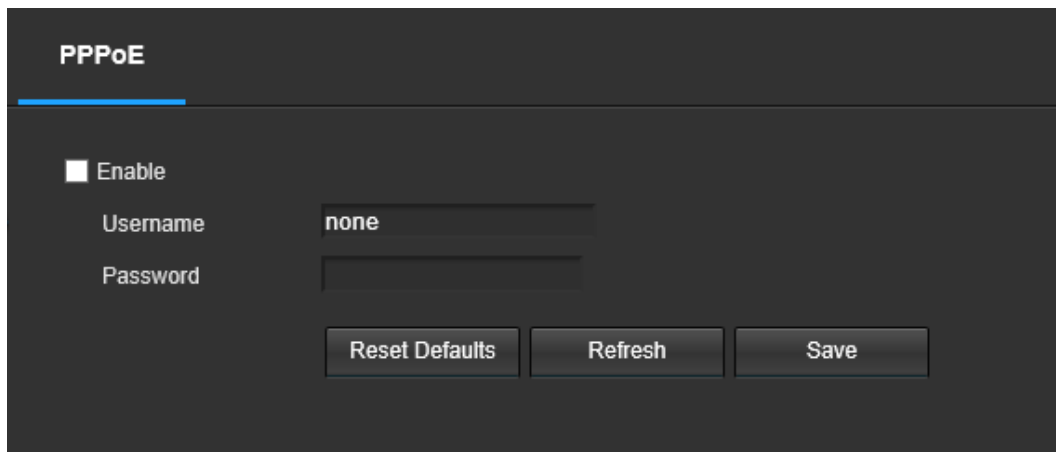 PPPoE
Enable
Username none
Password
Reset Defaults Refresh Save